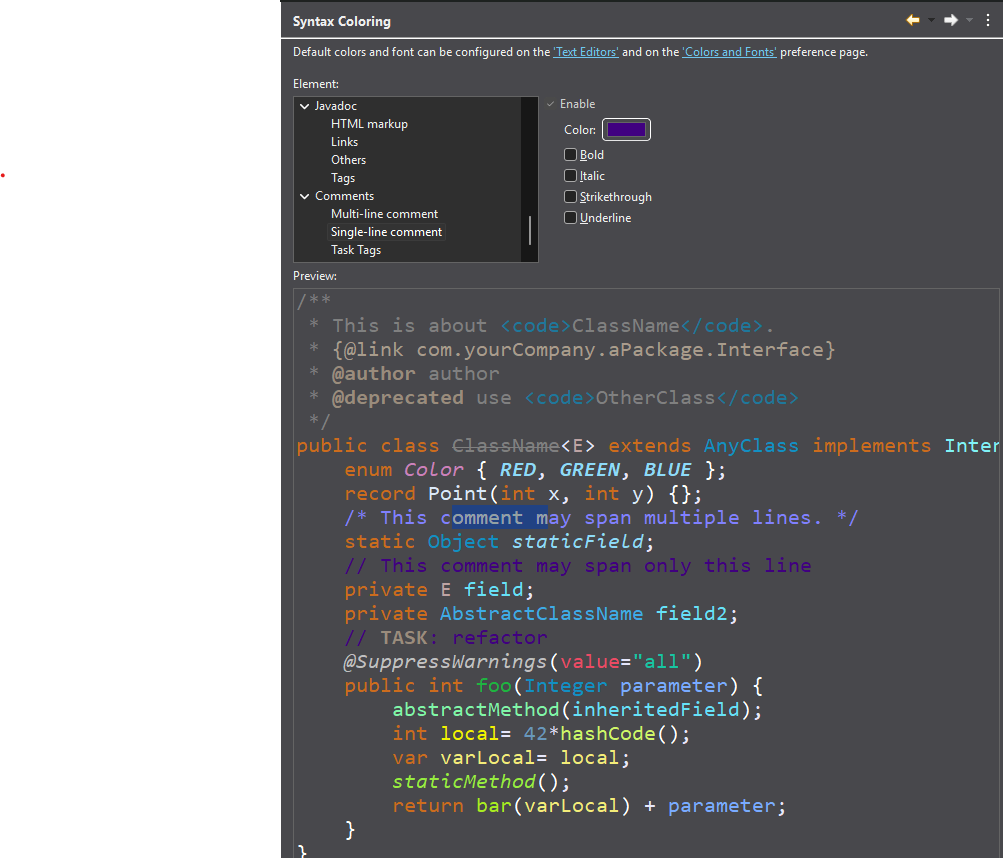 Syntax Coloring
Default colors and font can be configured on the 'Text Editors' and on the 'Colors and Fonts' preference page.
Element:
Javadoc
HTML markup
Links
Others
Tags
Comments
Multi-line comment
Single-line comment
Task Tags
Enable
Color:
Bold
Italic
Strikethrough
Underline
Preview:
/**
 * This is about <code>ClassName</code>.
 * {@link com.yourCompany.aPackage.Interface}
 * @author author
 * @deprecated use <code>OtherClass</code>
 */
public class ClassName<E> extends AnyClass implements Inter
    enum Color { RED, GREEN, BLUE };
    record Point(int x, int y) {};
    /* This comment may span multiple lines. */
    static Object staticField;
    // This comment may span only this line
    private E field;
    private AbstractClassName field2;
    // TASK: refactor
    @SuppressWarnings(value="all")
    public int foo(Integer parameter) {
        abstractMethod(inheritedField);
        int local= 42*hashCode();
        var varLocal= local;
        staticMethod();
        return bar(varLocal) + parameter;
    }
}